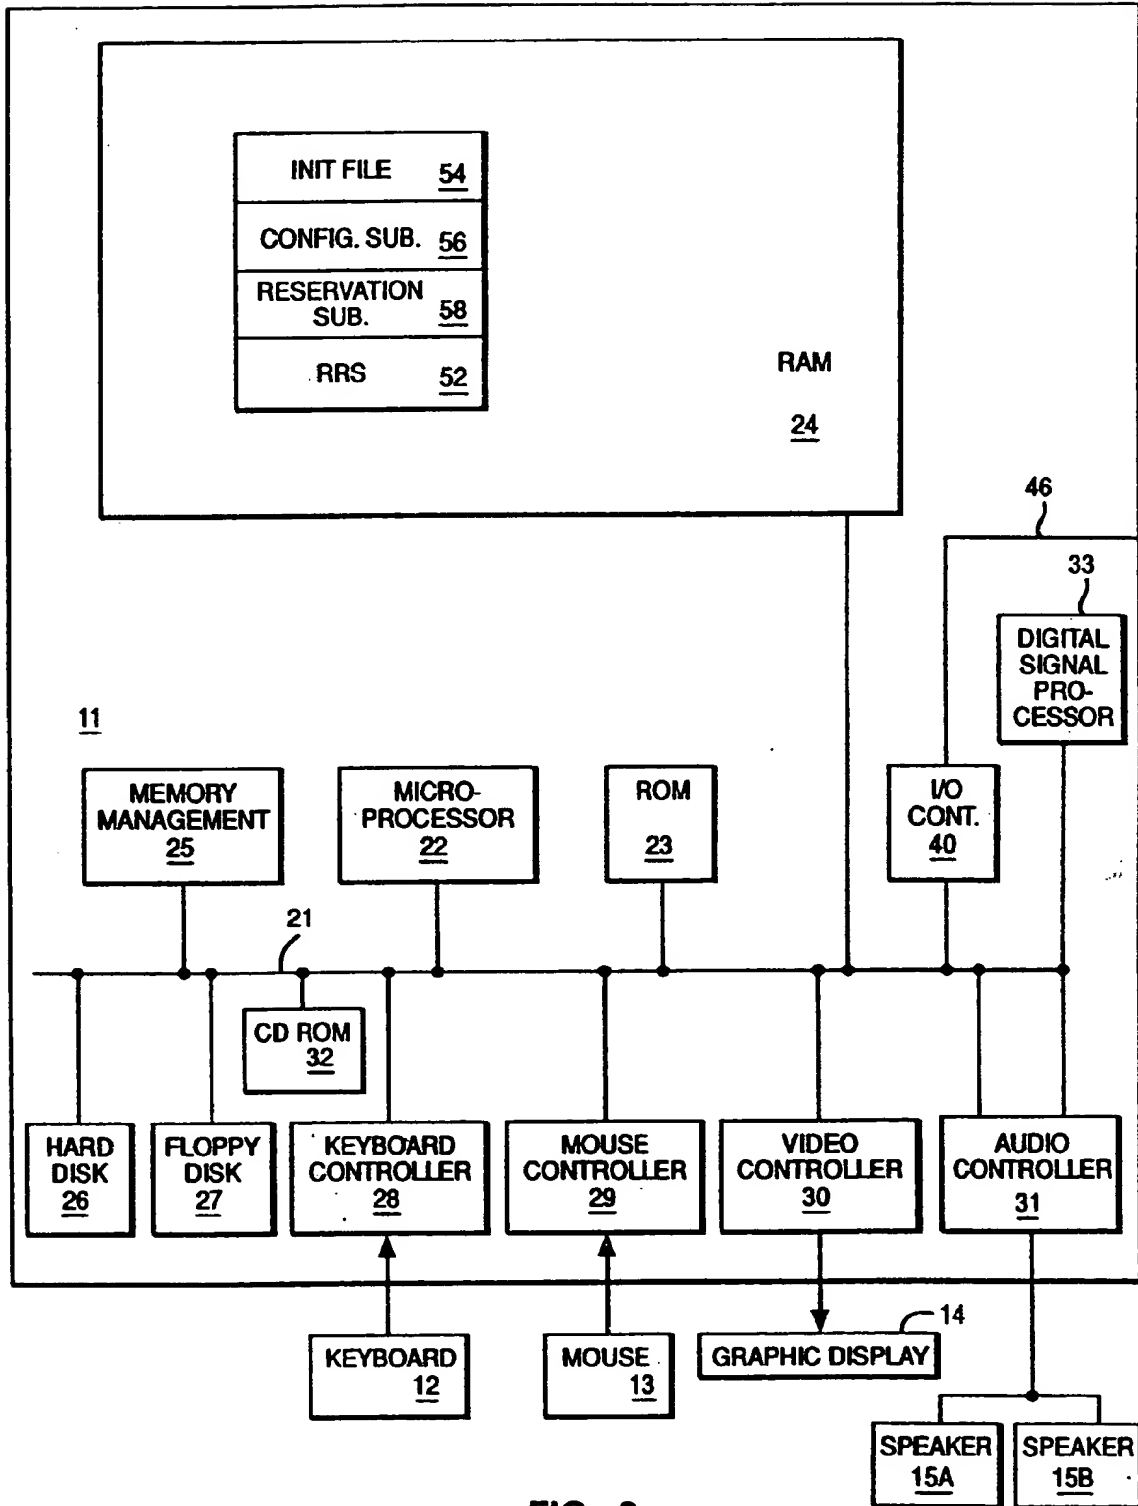 INIT FILE 54
CONFIG. SUB. 56
RESERVATION
SUB. 58
RRS 52
RAM
24
46
33
DIGITAL
SIGNAL
PRO-
CESSOR
11
MEMORY
MANAGEMENT
25
MICRO-
PROCESSOR
22
ROM
23
I/O
CONT.
40
21
CD ROM
32
HARD
DISK
26
FLOPPY
DISK
27
KEYBOARD
CONTROLLER
28
MOUSE
CONTROLLER
29
VIDEO
CONTROLLER
30
AUDIO
CONTROLLER
31
KEYBOARD
12
MOUSE
13
14
GRAPHIC DISPLAY
SPEAKER
15A
SPEAKER
15B